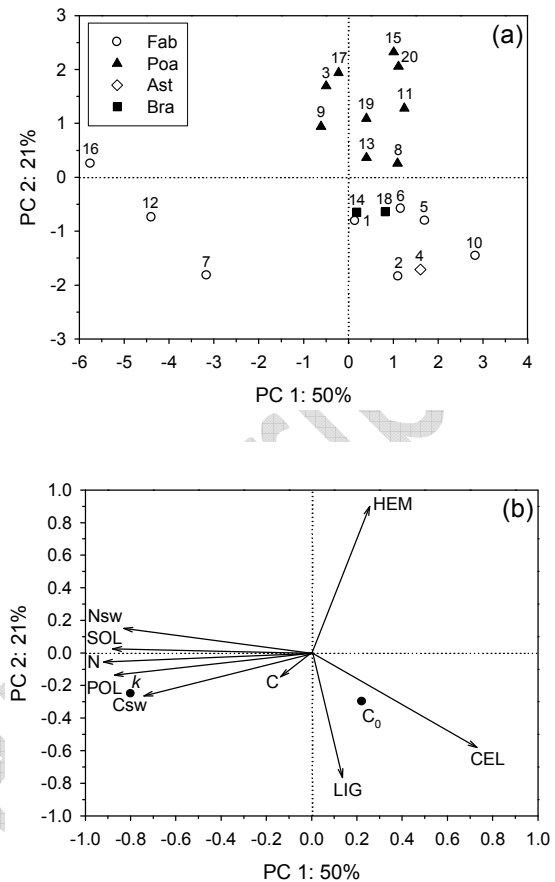 3
2
1
0
-1
-2
-3
PC 2: 21%
(a)
Fab
Poa
Ast
Bra
15
17
20
3
11
9
19
13
8
16
12
7
14
18
6
1
5
10
2
4
-6 -5 -4 -3 -2 -1 0 1 2 3 4
PC 1: 50%
1.0
0.8
0.6
0.4
0.2
0.0
-0.2
-0.4
-0.6
-0.8
-1.0
PC 2: 21%
(b)
HEM
Nsw
SOL
N
POL
k
Csw
C
C₀
CEL
LIG
-1.0 -0.8 -0.6 -0.4 -0.2 0.0 0.2 0.4 0.6 0.8 1.0
PC 1: 50%